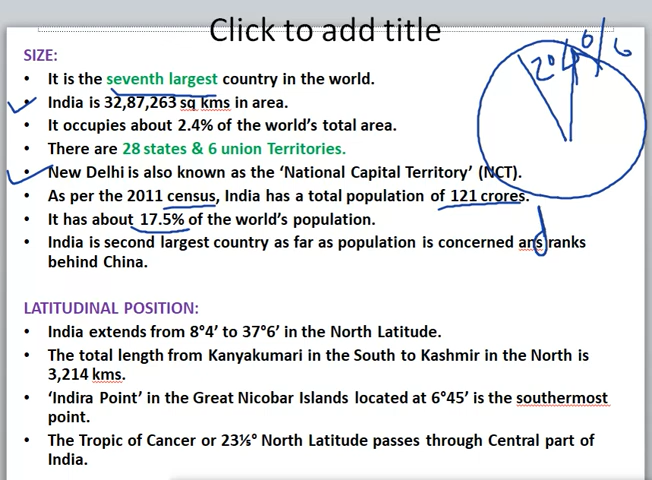 Click to add title
SIZE:
• It is the seventh largest country in the world.
• India is 32,87,263 sq kms in area.
• It occupies about 2.4% of the world's total area.
• There are 28 states & 6 union Territories.
• New Delhi is also known as the 'National Capital Territory' (NCT).
• As per the 2011 census, India has a total population of 121 crores.
• It has about 17.5% of the world's population.
• India is second largest country as far as population is concerned ans ranks
behind China.
LATITUDINAL POSITION:
• India extends from 8°4' to 37°6' in the North Latitude.
• The total length from Kanyakumari in the South to Kashmir in the North is
3,214 kms.
• 'Indira Point' in the Great Nicobar Islands located at 6°45' is the southermost
point.
• The Tropic of Cancer or 23½° North Latitude passes through Central part of
India.